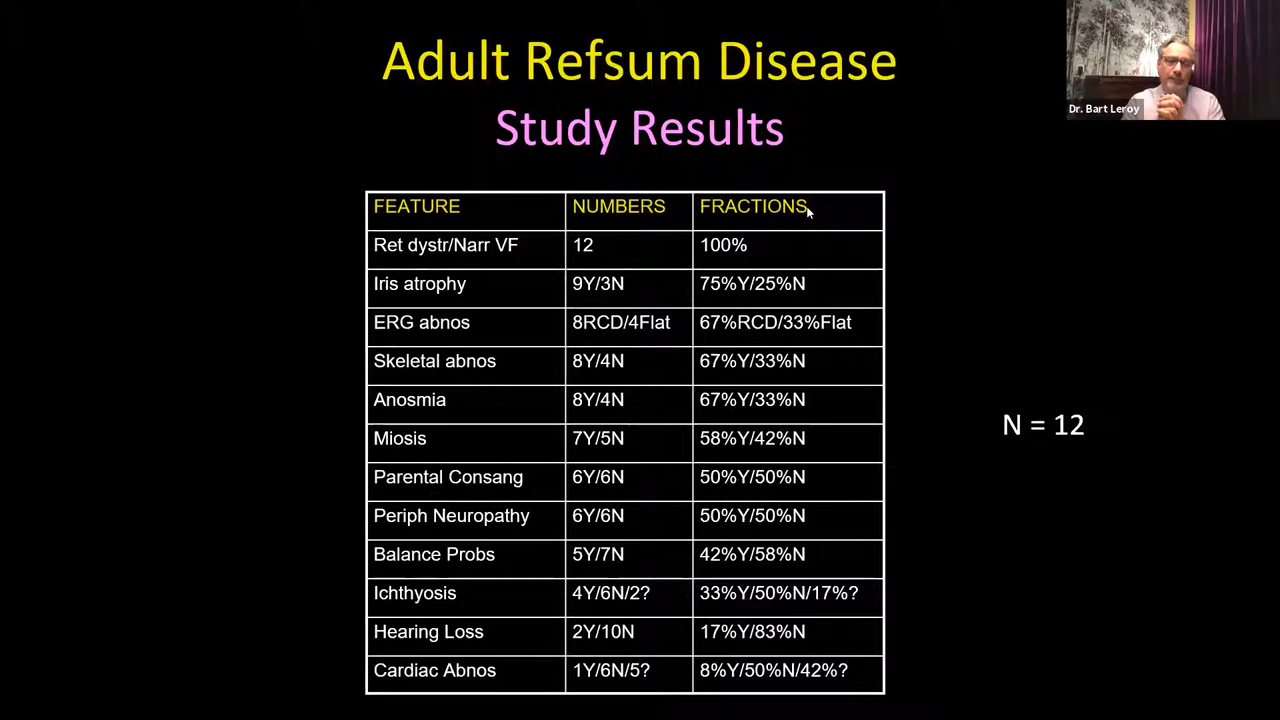 Adult Refsum Disease
Study Results
Dr. Bart Leroy
FEATURE NUMBERS FRACTIONS
Ret dystr/Narr VF 12 100%
Iris atrophy 9Y/3N 75%Y/25%N
ERG abnos 8RCD/4Flat 67%RCD/33%Flat
Skeletal abnos 8Y/4N 67%Y/33%N
Anosmia 8Y/4N 67%Y/33%N
Miosis 7Y/5N 58%Y/42%N
Parental Consang 6Y/6N 50%Y/50%N
Periph Neuropathy 6Y/6N 50%Y/50%N
Balance Probs 5Y/7N 42%Y/58%N
Ichthyosis 4Y/6N/2? 33%Y/50%N/17%?
Hearing Loss 2Y/10N 17%Y/83%N
Cardiac Abnos 1Y/6N/5? 8%Y/50%N/42%?
N = 12